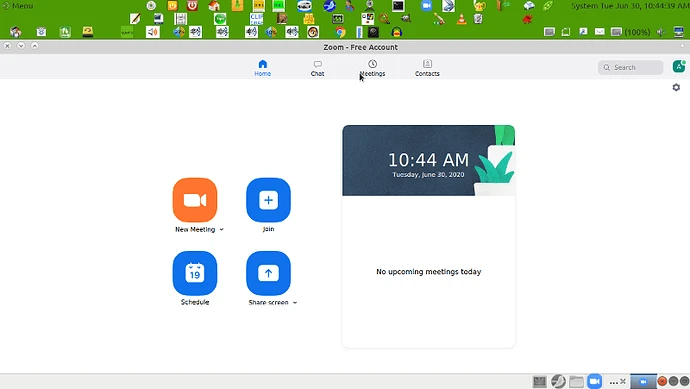 Menu
System Tue Jun 30, 10:44:39 AM
(100%)
Zoom - Free Account
Home
Chat
Meetings
Contacts
Search
A
10:44 AM
Tuesday, June 30, 2020
New Meeting
Join
19
Schedule
Share screen
No upcoming meetings today